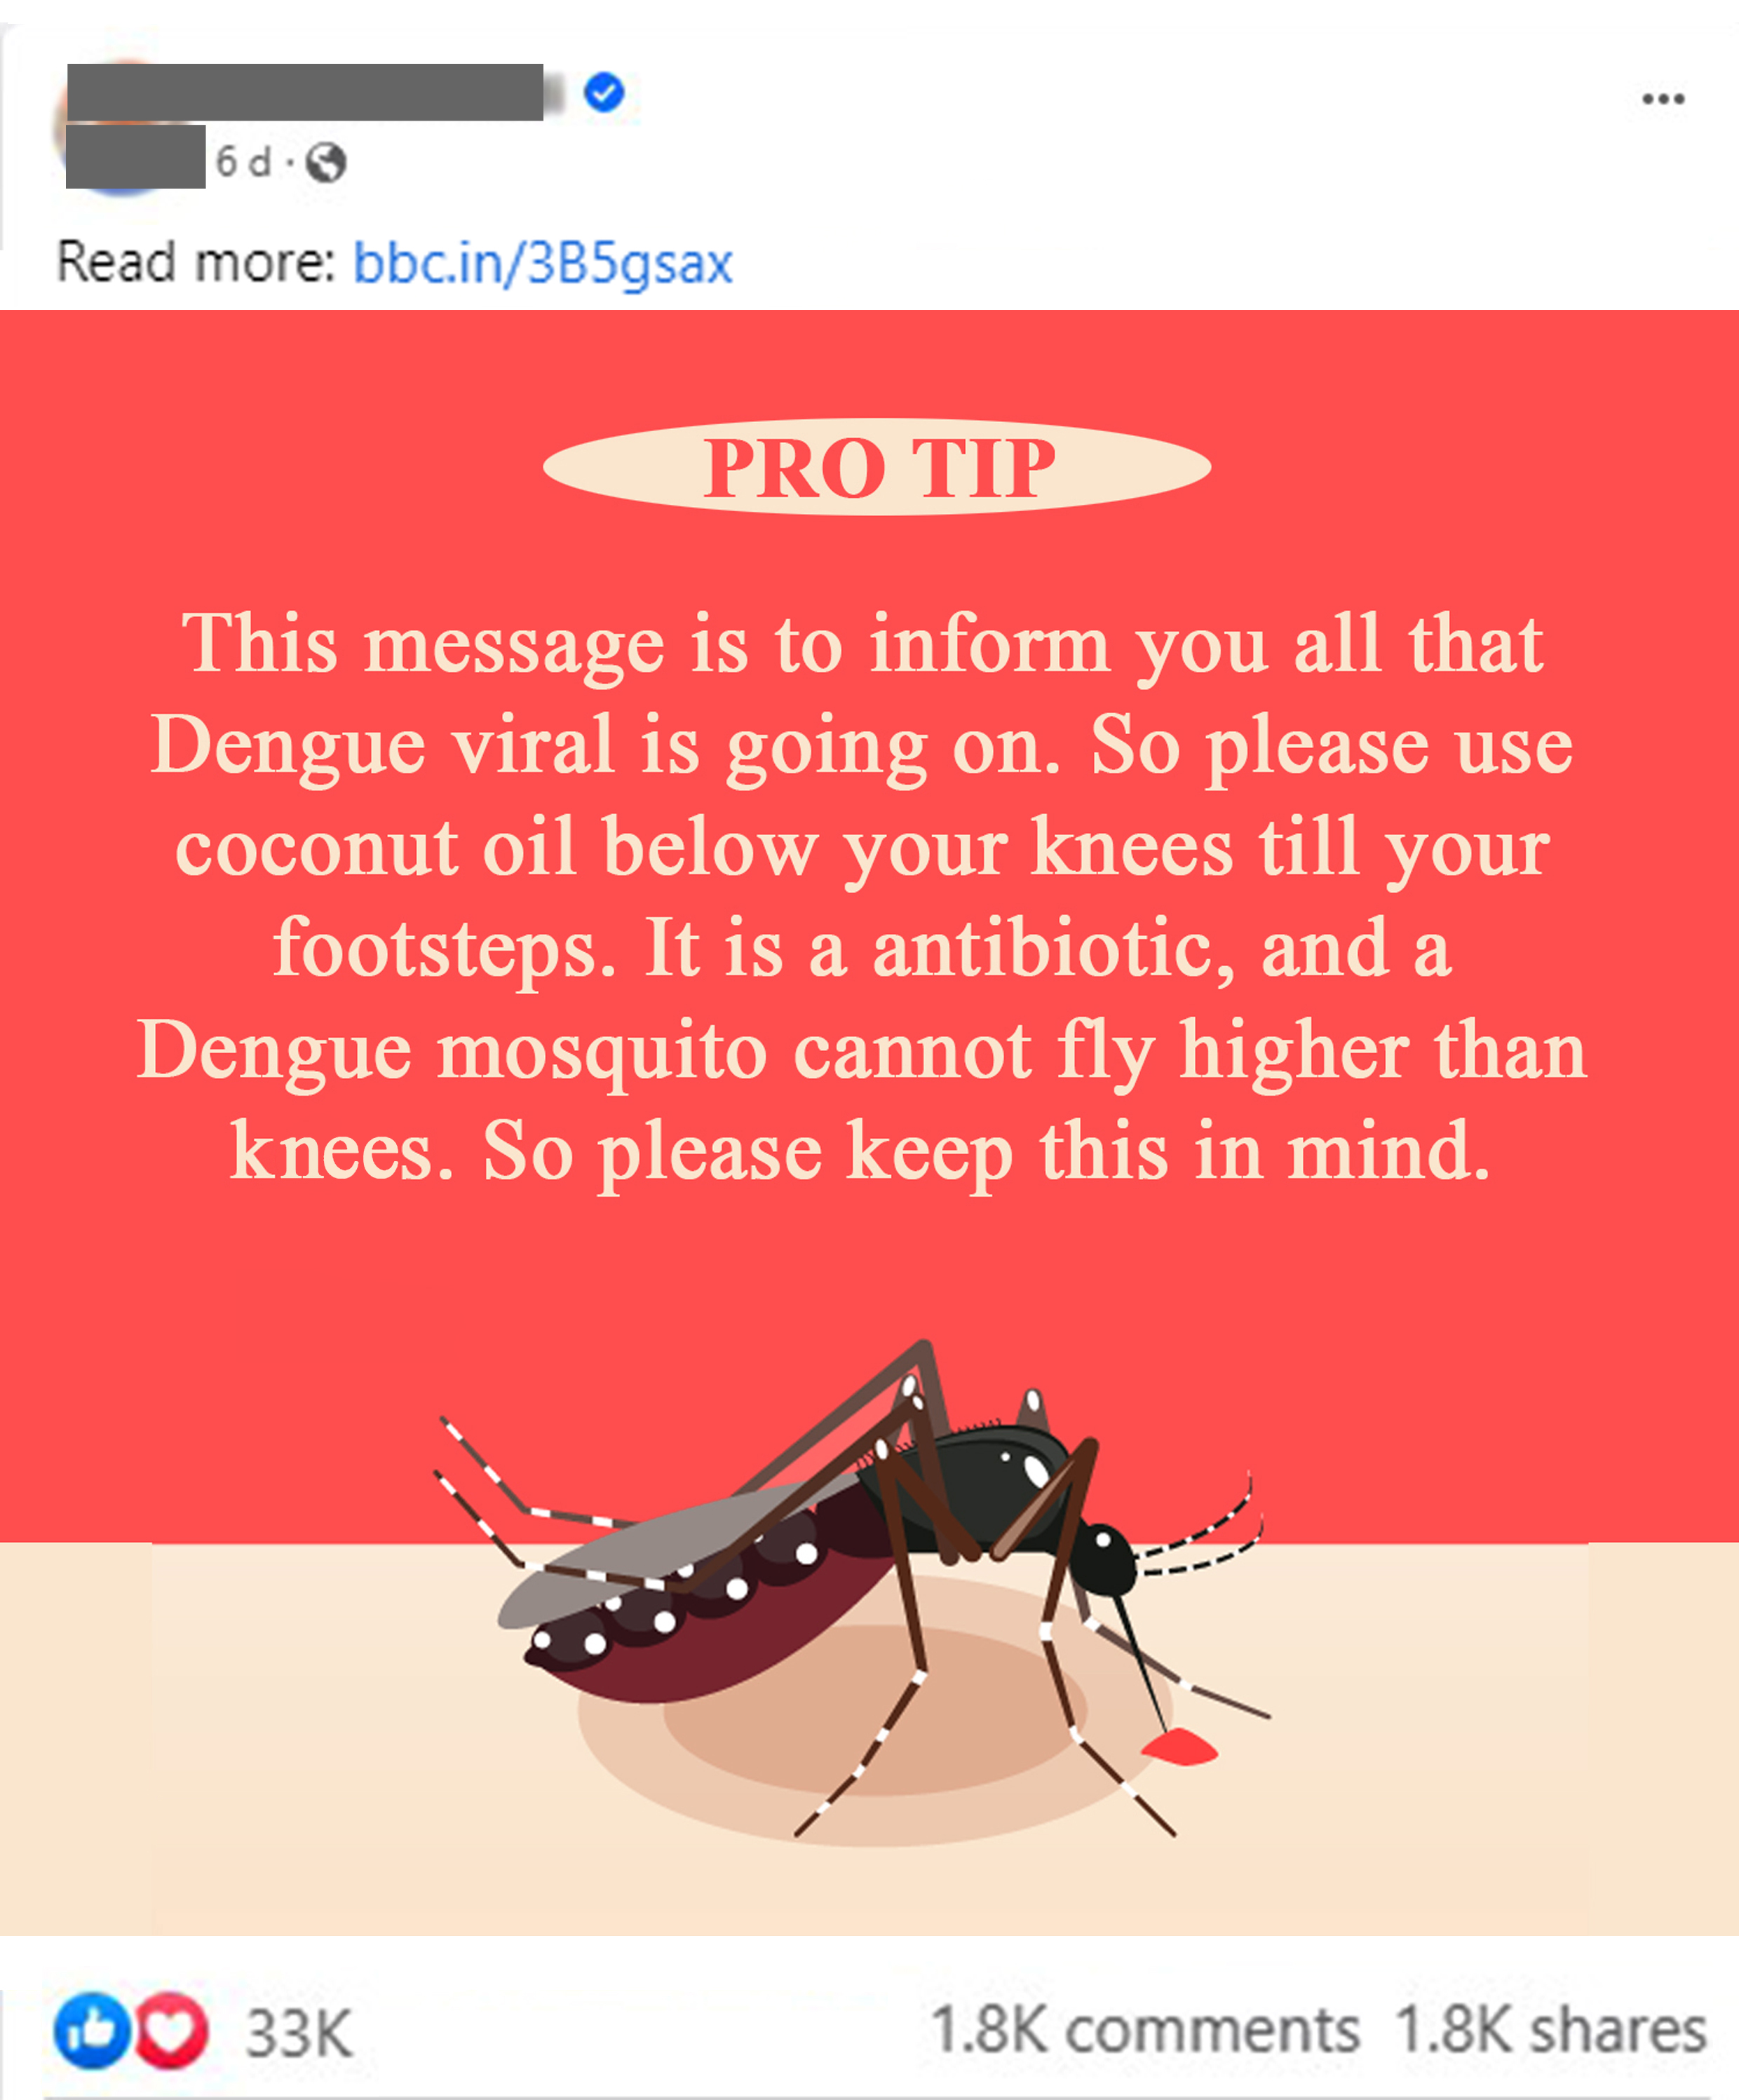 6 d ·
Read more: bbc.in/3B5gsax
PRO TIP
This message is to inform you all that
Dengue viral is going on. So please use
coconut oil below your knees till your
footsteps. It is a antibiotic, and a
Dengue mosquito cannot fly higher than
knees. So please keep this in mind.
33K
1.8K comments 1.8K shares